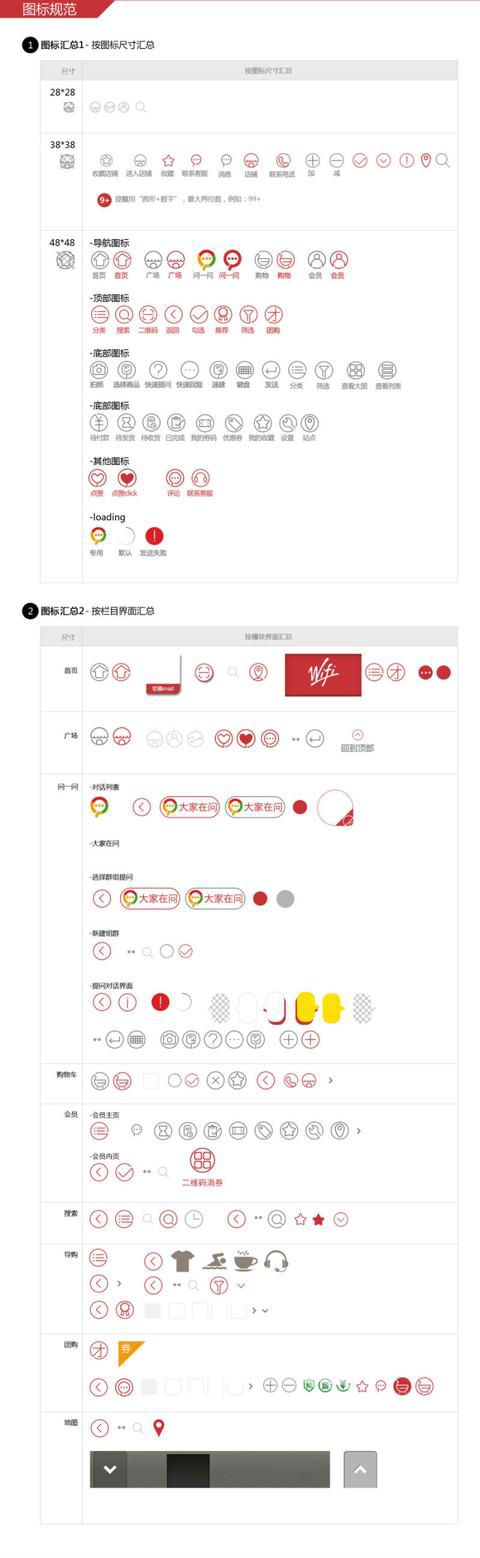 图标规范
1 图标汇总1 - 按图标尺寸汇总
尺寸 按图标尺寸汇总
28*28
38*38
收藏店铺 进入店铺 收藏 联系客服 消息 店铺 联系电话 加 减
9+ 提醒用“圆形+数字”，最大两位数，例如：99+
48*48
-导航图标
首页 首页 广场 广场 问一问 问一问 购物 购物 会员 会员
-顶部图标
分类 搜索 二维码 返回 勾选 推荐 筛选 团购
-底部图标
拍照 选择商品 快速提问 快速回复 速建 键盘 发送 分类 筛选 查看大图 查看列表
-底部图标
待付款 待发货 待收货 已完成 我的券码 优惠券 我的收藏 设置 站点
-其他图标
点赞 点赞click 评论 联系客服
-loading
专用 默认 发送失败
2 图标汇总2 - 按栏目界面汇总
尺寸 按模块界面汇总
首页
切换mall
Wifi
广场
回到顶部
问一问
-对话列表
大家在问 大家在问
-大家在问
-选择群组提问
大家在问 大家在问
-新建组群
-提问对话界面
购物车
会员
-会员主页
-会员内页
二维码消券
搜索
导购
团购
券
地图